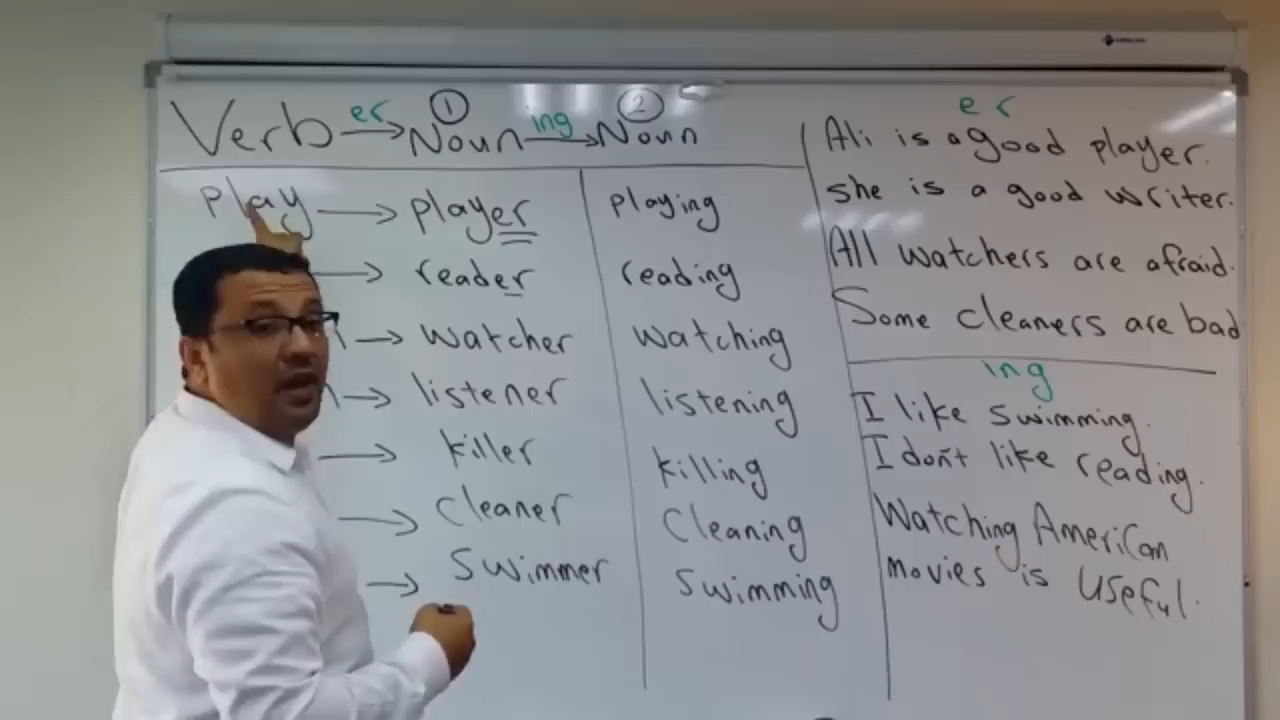 Verb er → Noun ① ing → Noun ②
play → player playing
→ reader reading
→ watcher watching
→ listener listening
→ killer killing
→ cleaner Cleaning
→ Swimmer Swimming
er
Ali is a good player.
she is a good writer.
All watchers are afraid.
Some cleaners are bad
ing
I like swimming.
I don't like reading.
Watching American
movies is useful.